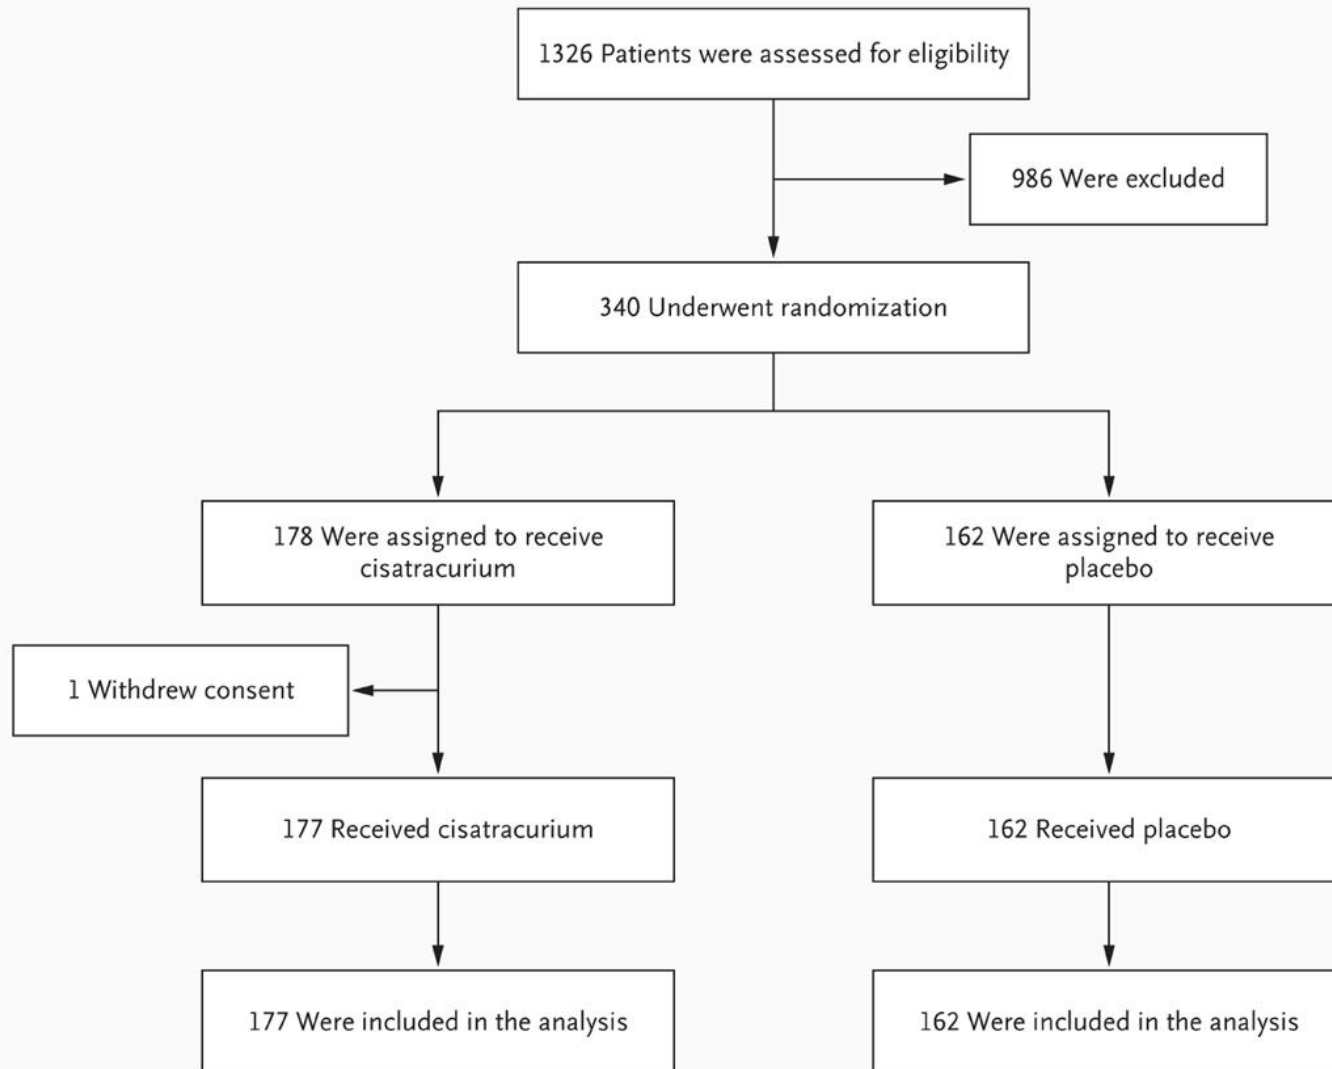 1326 Patients were assessed for eligibility
986 Were excluded
340 Underwent randomization
178 Were assigned to receive
cisatracurium
162 Were assigned to receive
placebo
1 Withdrew consent
177 Received cisatracurium
162 Received placebo
177 Were included in the analysis
162 Were included in the analysis